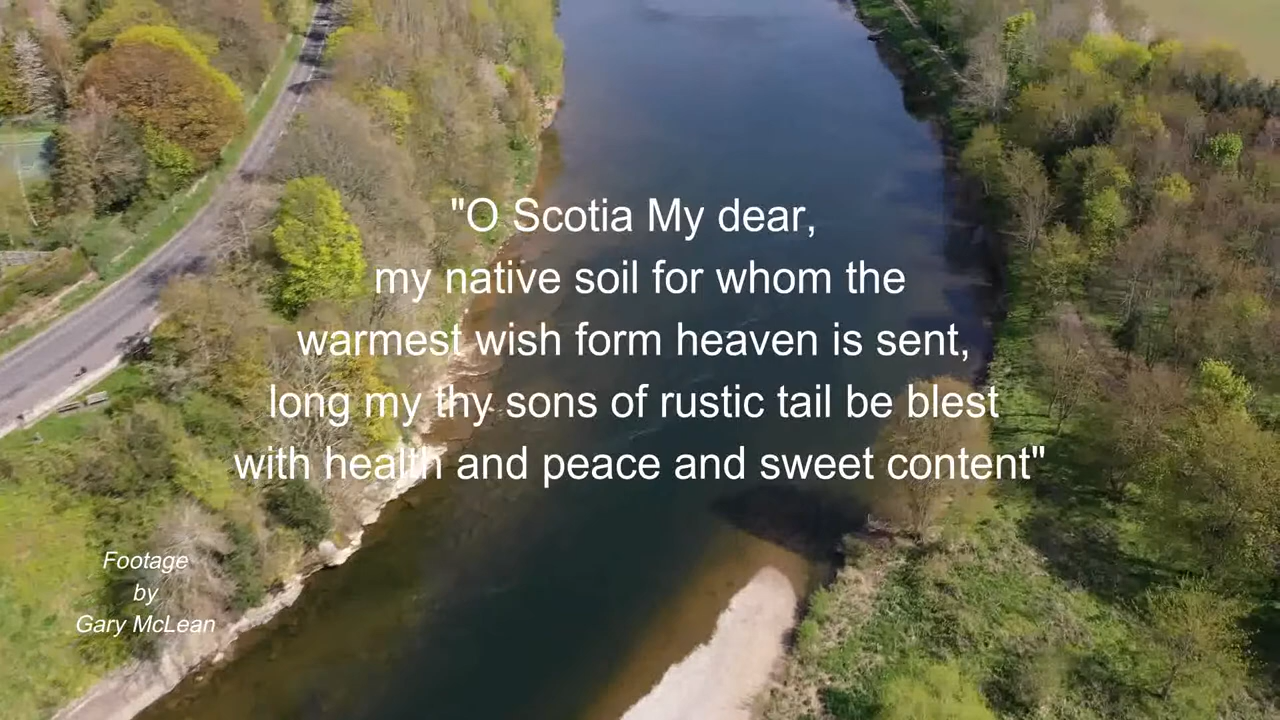 "O Scotia My dear,
my native soil for whom the
warmest wish form heaven is sent,
long my thy sons of rustic tail be blest
with health and peace and sweet content"
Footage
by
Gary McLean